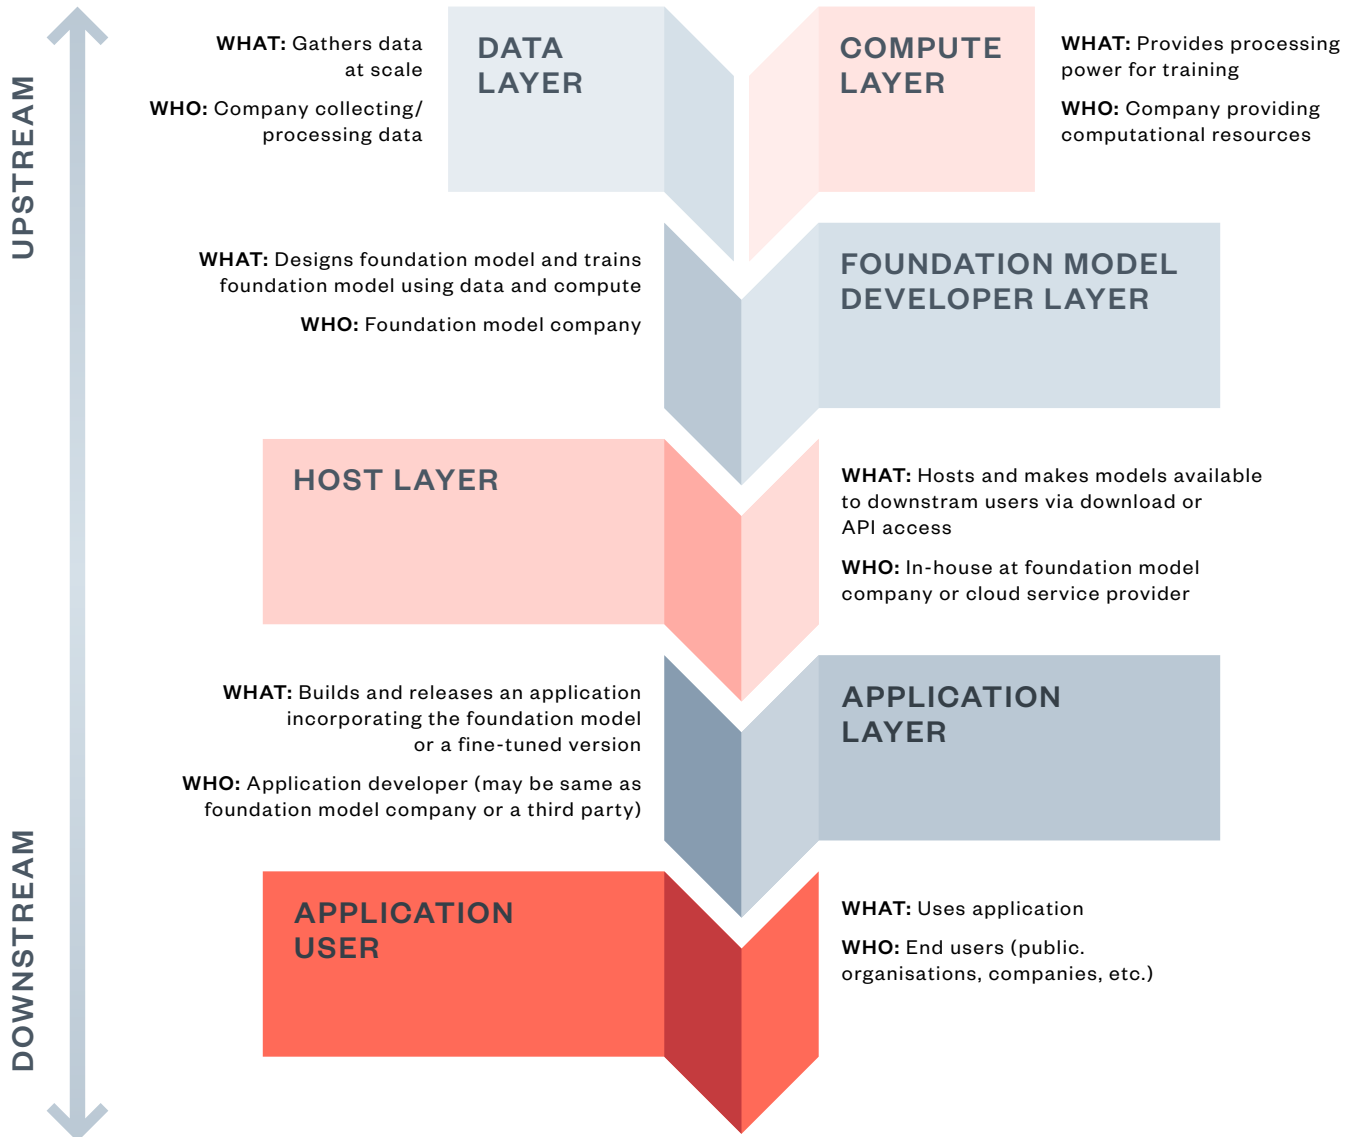 UPSTREAM
WHAT: Gathers data
at scale
WHO: Company collecting/
processing data
DATA
LAYER
COMPUTE
LAYER
WHAT: Provides processing
power for training
WHO: Company providing
computational resources
WHAT: Designs foundation model and trains
foundation model using data and compute
WHO: Foundation model company
FOUNDATION MODEL
DEVELOPER LAYER
HOST LAYER
WHAT: Hosts and makes models available
to downstram users via download or
API access
WHO: In-house at foundation model
company or cloud service provider
WHAT: Builds and releases an application
incorporating the foundation model
or a fine-tuned version
WHO: Application developer (may be same as
foundation model company or a third party)
APPLICATION
LAYER
DOWNSTREAM
APPLICATION
USER
WHAT: Uses application
WHO: End users (public.
organisations, companies, etc.)